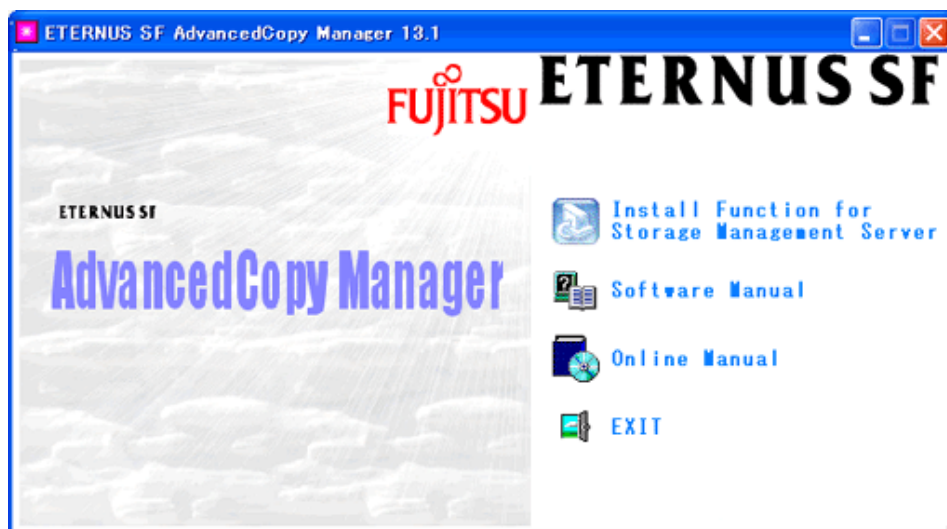 ETERNUS SF AdvancedCopy Manager 13.1
FUJITSU ETERNUS SF
ETERNUS SF
AdvancedCopy Manager
Install Function for
Storage Management Server
Software Manual
Online Manual
EXIT